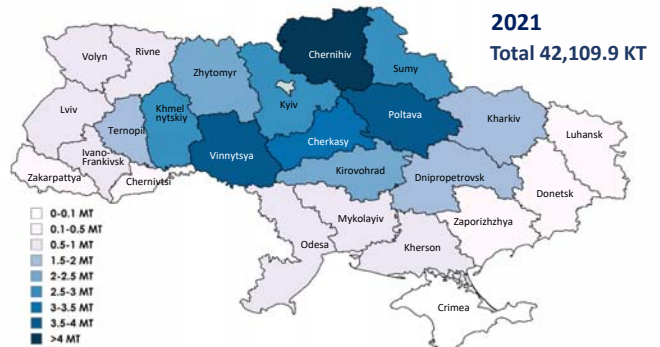 2021
Total 42,109.9 KT
Volyn
Rivne
Zhytomyr
Chernihiv
Sumy
Kyiv
Lviv
Ternopil
Khmel
nytskiy
Poltava
Kharkiv
Luhansk
Ivano-
Frankivsk
Vinnytsya
Cherkasy
Zakarpattya
Chernivtsi
Kirovohrad
Dnipropetrovsk
Donetsk
Zaporizhzhya
Mykolayiv
Odesa
Kherson
Crimea
0-0.1 MT
0.1-0.5 MT
0.5-1 MT
1.5-2 MT
2-2.5 MT
2.5-3 MT
3-3.5 MT
3.5-4 MT
>4 MT